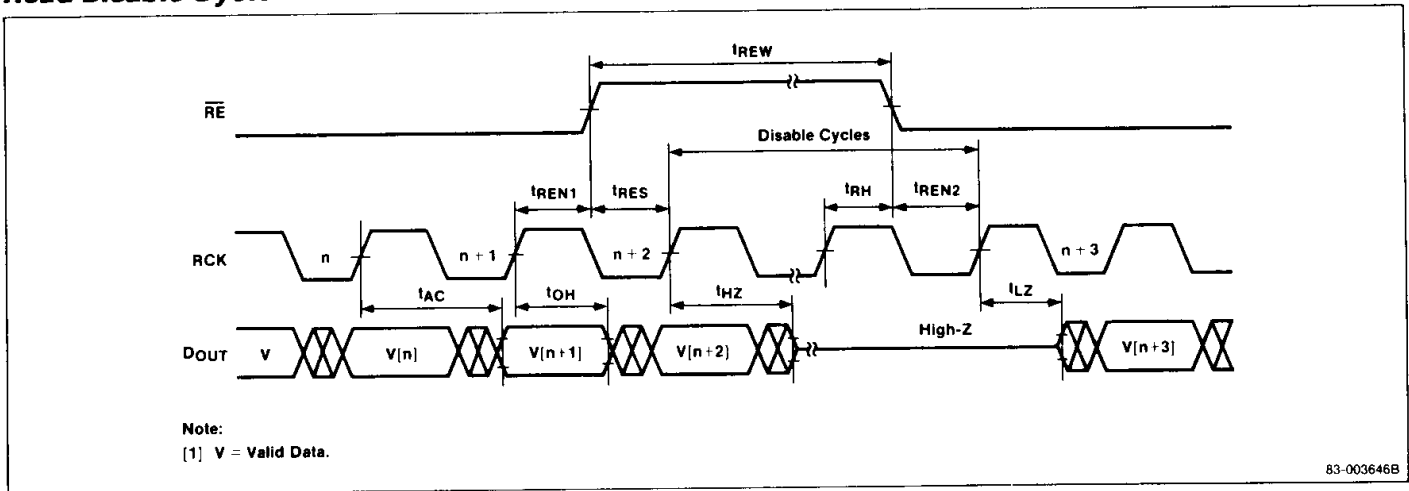 tREW
RE
Disable Cycles
tREN1 tRES tRH tREN2
RCK n n + 1 n + 2 n + 3
tAC tOH tHZ tLZ
High-Z
DOUT V V[n] V[n+1] V[n+2] V[n+3]
Note:
[1] V = Valid Data.
83-003646B